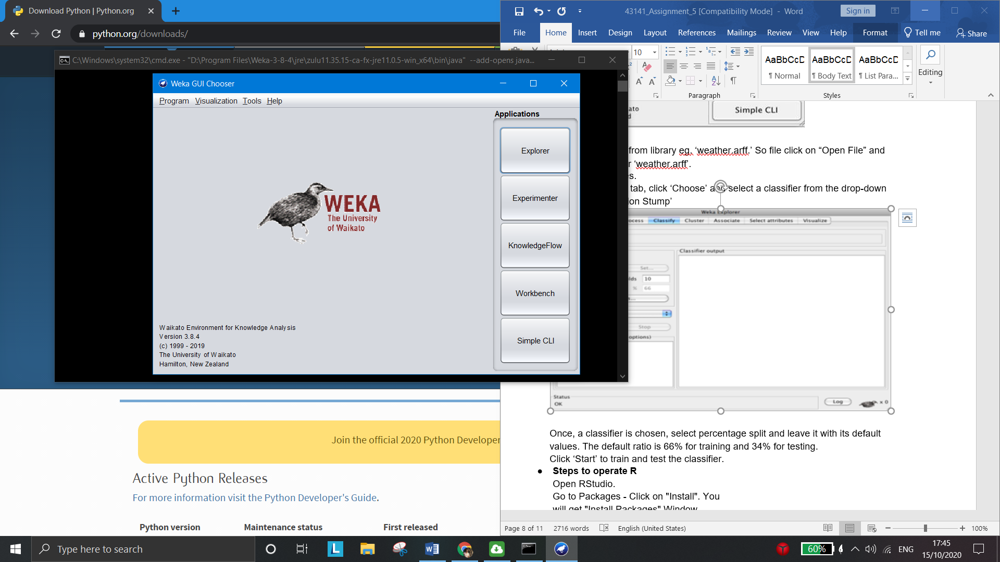 Download Python | Python.org
python.org/downloads/
43141_Assignment_5 [Compatibility Mode] - Word
Sign in
File Home Insert Design Layout References Mailings Review View Help Format Tell me Share
C:\Windows\system32\cmd.exe - "D:\Program Files\Weka-3-8-4\jre\zulu11.35.15-ca-fx-jre11.0.5-win_x64\bin\java" --add-opens java...
10
AaBbCcD AaBbCcD AaBbCcD
¶ Normal ¶ Body Text ¶ List Para...
Editing
Paragraph
Styles
Weka GUI Chooser
Program Visualization Tools Help
Applications
Explorer
Experimenter
KnowledgeFlow
Workbench
Simple CLI
WEKA
The University
of Waikato
Waikato Environment for Knowledge Analysis
Version 3.8.4
(c) 1999 - 2019
The University of Waikato
Hamilton, New Zealand
ato
d
Simple CLI
from library eg. ‘weather.arff.’ So file click on “Open File” and
r ‘weather.arff’.
es.
tab, click ‘Choose’ and select a classifier from the drop-down
ion Stump’
Weka Explorer
ocess Classify Cluster Associate Select attributes Visualize
Classifier output
Set...
lds 10
% 66
Stop
options)
Status
OK
Log
x 0
Once, a classifier is chosen, select percentage split and leave it with its default
values. The default ratio is 66% for training and 34% for testing.
Click ‘Start’ to train and test the classifier.
● Steps to operate R
Open RStudio.
Go to Packages - Click on "Install". You
will get "Install Packages" Window
Join the official 2020 Python Developer
Active Python Releases
For more information visit the Python Developer's Guide.
Python version Maintenance status First released
Page 8 of 11 2716 words English (United States) 100%
Type here to search
60%
ENG
17:45
15/10/2020